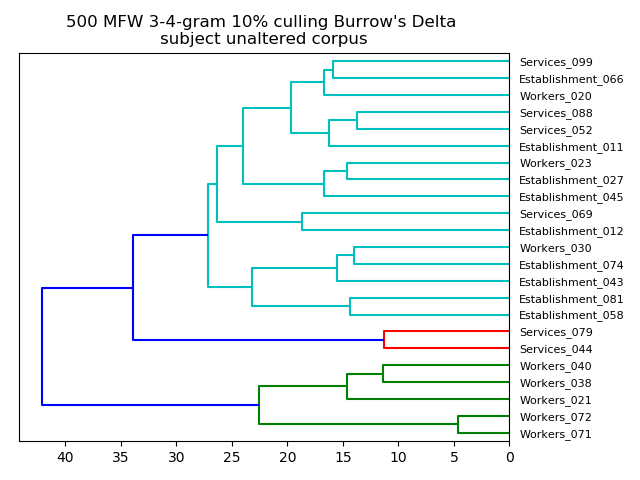 500 MFW 3-4-gram 10% culling Burrow's Delta
subject unaltered corpus
Services_099
Establishment_066
Workers_020
Services_088
Services_052
Establishment_011
Workers_023
Establishment_027
Establishment_045
Services_069
Establishment_012
Workers_030
Establishment_074
Establishment_043
Establishment_081
Establishment_058
Services_079
Services_044
Workers_040
Workers_038
Workers_021
Workers_072
Workers_071
40 35 30 25 20 15 10 5 0